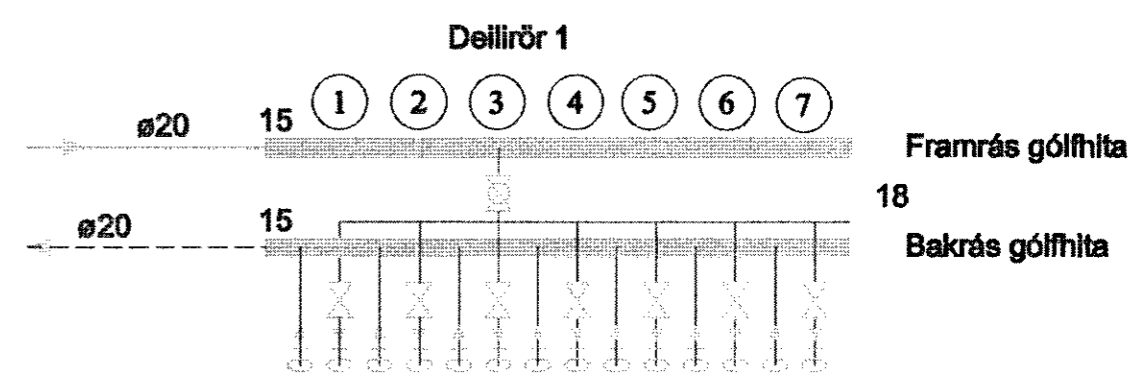 Deilirör 1
1 2 3 4 5 6 7
ø20 15 Framrás gólfhita
18
ø20 15 Bakrás gólfhita